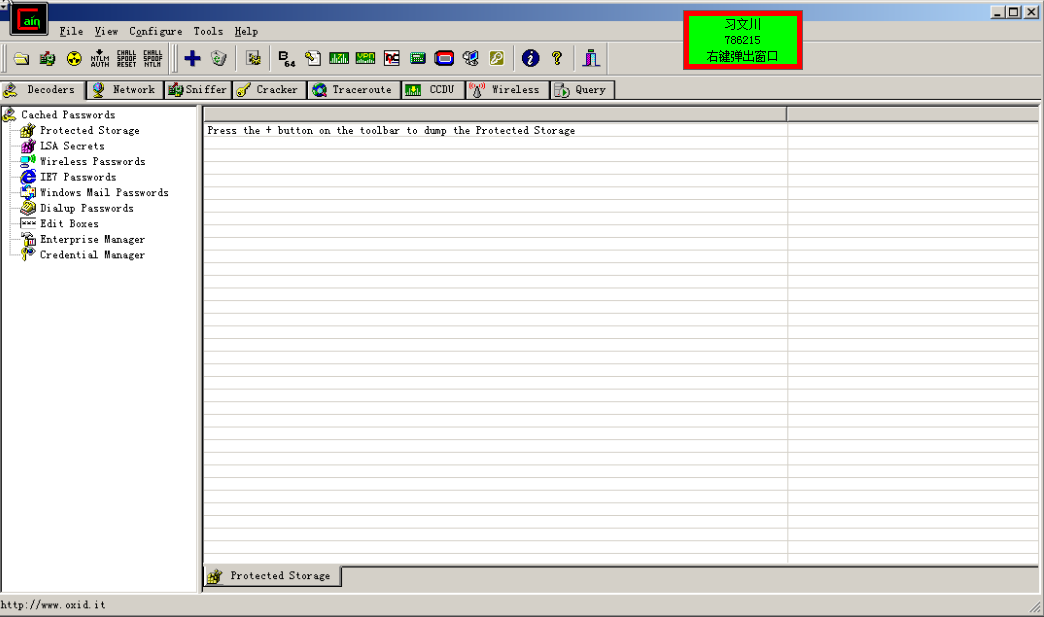 Cain
File View Configure Tools Help
习文川
786215
右键弹出窗口
NTLM AUTH
CHALL SPOOF RESET
CHALL SPOOF NTLM
B64
Decoders Network Sniffer Cracker Traceroute CCDU Wireless Query
Cached Passwords
Protected Storage
LSA Secrets
Wireless Passwords
IE7 Passwords
Windows Mail Passwords
Dialup Passwords
Edit Boxes
Enterprise Manager
Credential Manager
Press the + button on the toolbar to dump the Protected Storage
Protected Storage
http://www.oxid.it